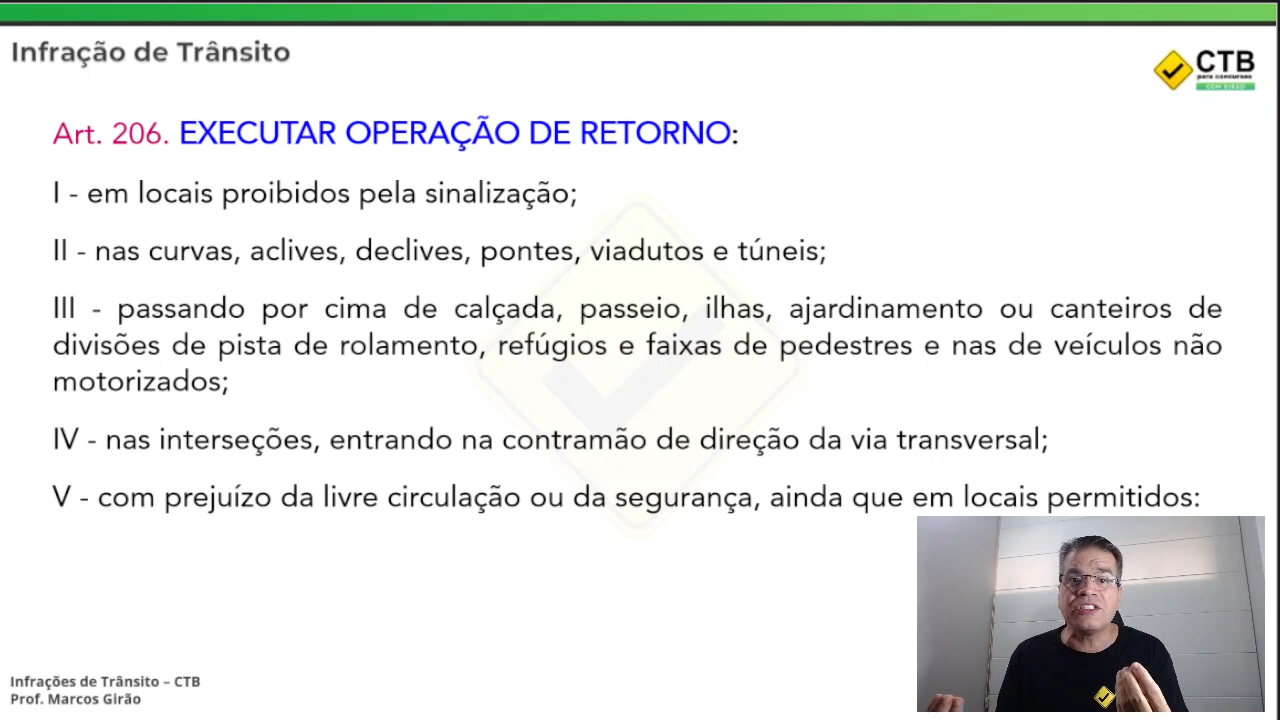 Infração de Trânsito
CTB
para concursos
COM GIRÃO
Art. 206. EXECUTAR OPERAÇÃO DE RETORNO:
I - em locais proibidos pela sinalização;
II - nas curvas, aclives, declives, pontes, viadutos e túneis;
III - passando por cima de calçada, passeio, ilhas, ajardinamento ou canteiros de
divisões de pista de rolamento, refúgios e faixas de pedestres e nas de veículos não
motorizados;
IV - nas interseções, entrando na contramão de direção da via transversal;
V - com prejuízo da livre circulação ou da segurança, ainda que em locais permitidos:
Infrações de Trânsito – CTB
Prof. Marcos Girão